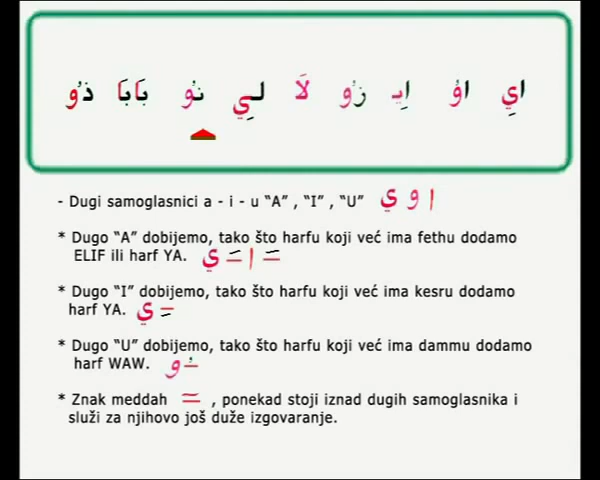 اِي اوُ اِيـ زُو لَا لـِي نُو بَابَا ذُو
- Dugi samoglasnici a - i - u “A” , “I” , “U” ا و ي
* Dugo “A” dobijemo, tako što harfu koji već ima fethu dodamo
ELIF ili harf YA. ـَ ا ـَ ي
* Dugo “I” dobijemo, tako što harfu koji već ima kesru dodamo
harf YA. ـِ ي
* Dugo “U” dobijemo, tako što harfu koji već ima dammu dodamo
harf WAW. ـُ و
* Znak meddah ـٓ , ponekad stoji iznad dugih samoglasnika i
služi za njihovo još duže izgovaranje.